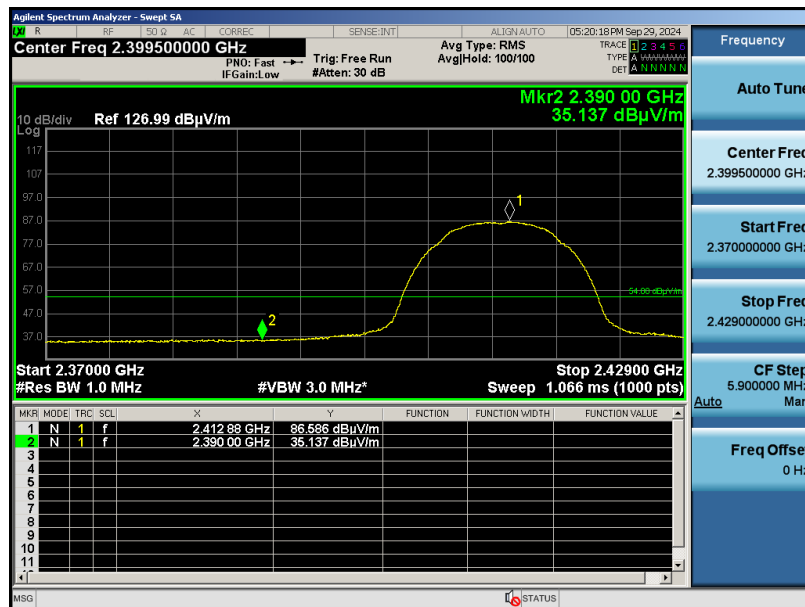 Agilent Spectrum Analyzer - Swept SA
LXI R RF 50 Ω AC CORREC SENSE:INT ALIGN AUTO 05:20:18 PM Sep 29, 2024
Center Freq 2.399500000 GHz
PNO: Fast
IFGain:Low
Trig: Free Run
#Atten: 30 dB
Avg Type: RMS
Avg|Hold: 100/100
TRACE 1 2 3 4 5 6
TYPE A WWWWW
DET A N N N N N
Mkr2 2.390 00 GHz
35.137 dBµV/m
10 dB/div Ref 126.99 dBµV/m
Log
117
107
97.0
87.0
77.0
67.0
57.0
47.0
37.0
1
2
54.00 dBµV/m
Start 2.37000 GHz Stop 2.42900 GHz
#Res BW 1.0 MHz #VBW 3.0 MHz* Sweep 1.066 ms (1000 pts)
MKR MODE TRC SCL X Y FUNCTION FUNCTION WIDTH FUNCTION VALUE
1 N 1 f 2.412 88 GHz 86.586 dBµV/m
2 N 1 f 2.390 00 GHz 35.137 dBµV/m
3
4
5
6
7
8
9
10
11
MSG STATUS
Frequency
Auto Tune
Center Freq
2.399500000 GHz
Start Freq
2.370000000 GHz
Stop Freq
2.429000000 GHz
CF Step
5.900000 MHz
Auto Man
Freq Offset
0 Hz